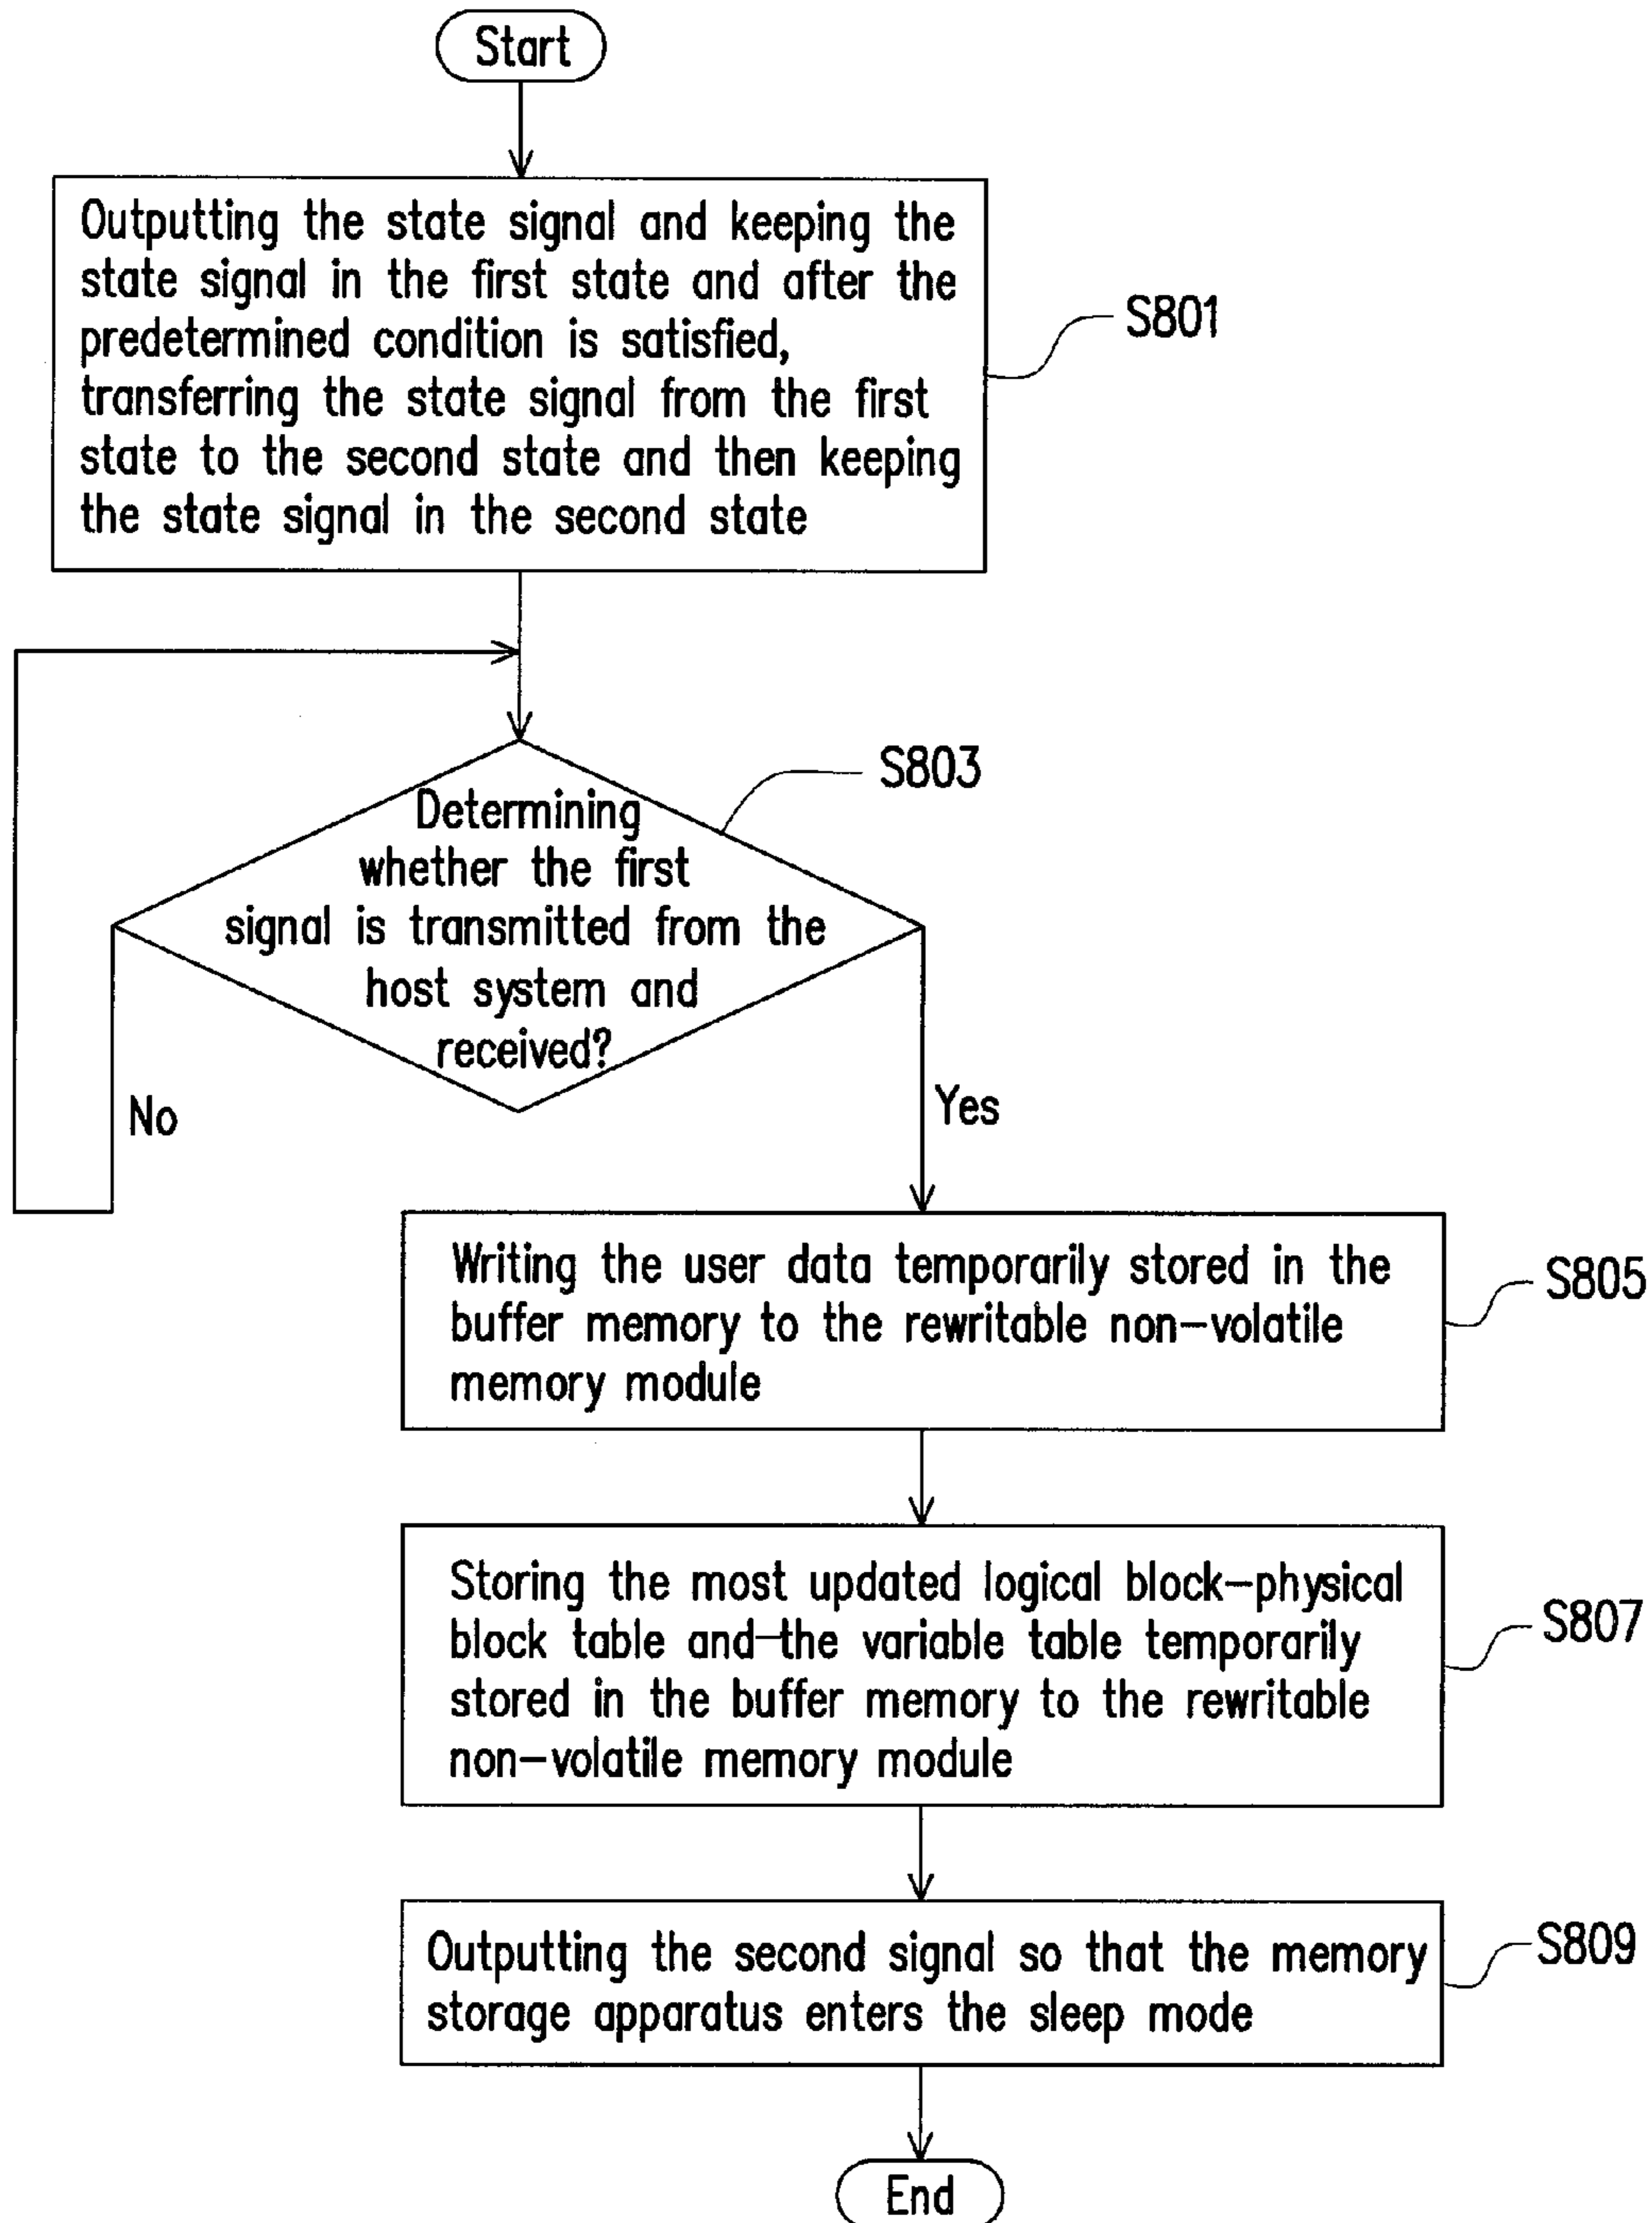 Start
Outputting the state signal and keeping the
state signal in the first state and after the
predetermined condition is satisfied,
transferring the state signal from the first
state to the second state and then keeping
the state signal in the second state
S801
S803
Determining
whether the first
signal is transmitted from the
host system and
received?
No
Yes
Writing the user data temporarily stored in the
buffer memory to the rewritable non-volatile
memory module
S805
Storing the most updated logical block-physical
block table and the variable table temporarily
stored in the buffer memory to the rewritable
non-volatile memory module
S807
Outputting the second signal so that the memory
storage apparatus enters the sleep mode
S809
End